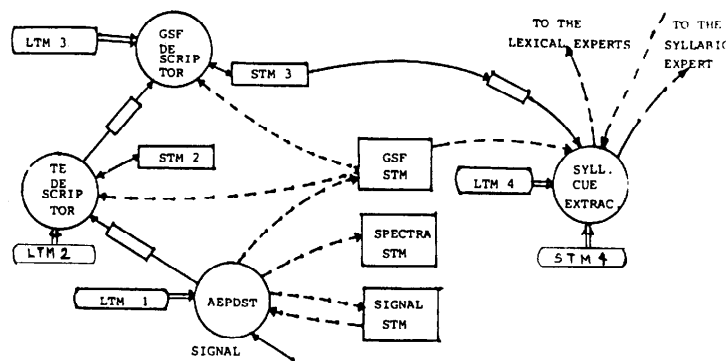 LTM 3
GSF
DE
SCRIP
TOR
STM 3
TO THE
LEXICAL EXPERTS
TO THE
SYLLABIC
EXPERT
TE
DE
SCRIP
TOR
STM 2
GSF
STM
LTM 4
SYLL.
CUE
EXTRAC.
LTM2
SPECTRA
STM
STM 4
LTM 1
AEPDST
SIGNAL
STM
SIGNAL